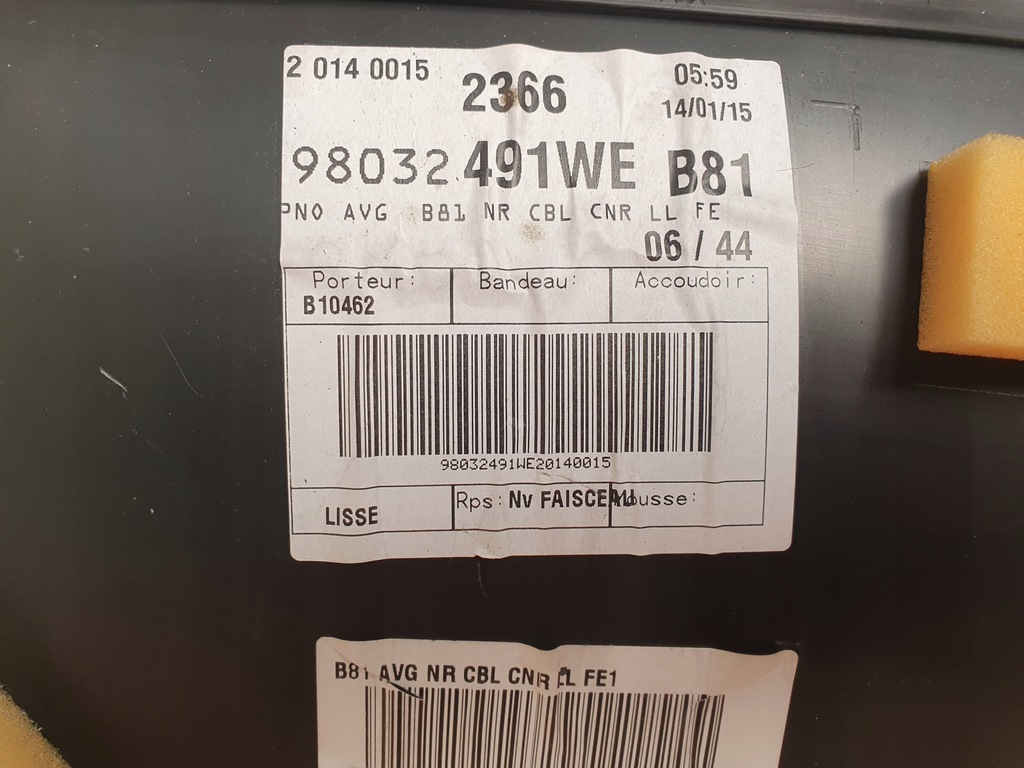 2 014 0015 2366 05:59
14/01/15
98032 491WE B81
PNO AVG B81 NR CBL CNR LL FE
06 / 44
Porteur: Bandeau: Accoudoir:
B10462
98032491WE20140015
LISSE Rps: Nv FAISCEAU Mousse:
B81 AVG NR CBL CNR LL FE1